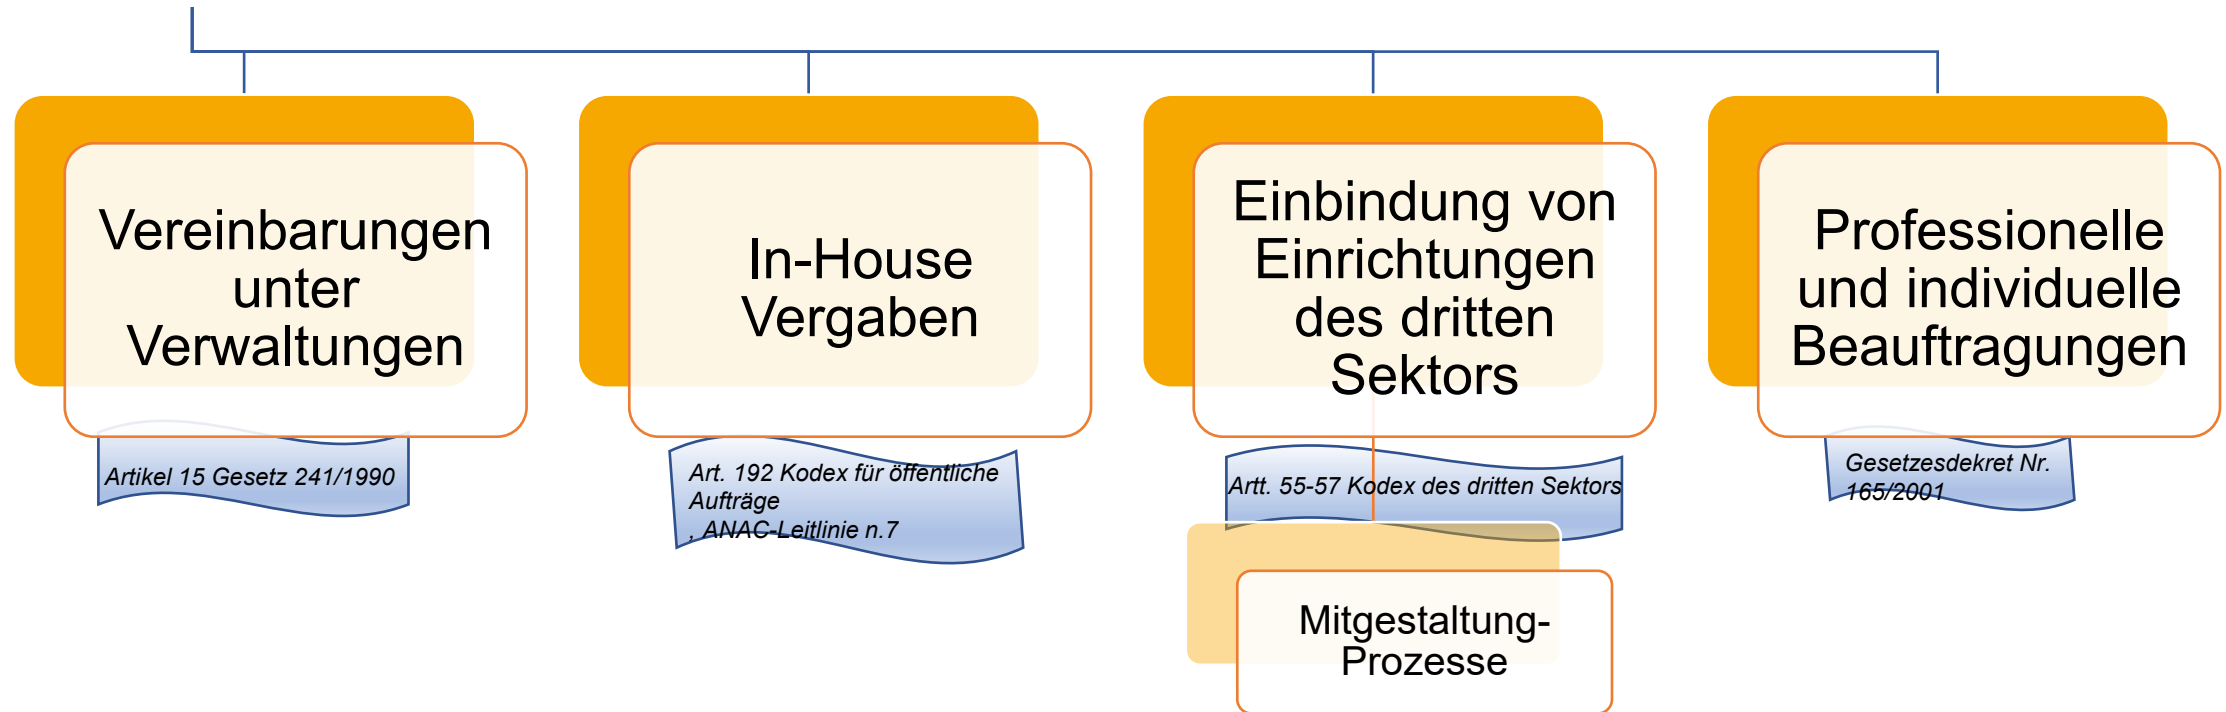 Vereinbarungen
unter
Verwaltungen
Artikel 15 Gesetz 241/1990
In-House
Vergaben
Art. 192 Kodex für öffentliche
Aufträge
, ANAC-Leitlinie n.7
Einbindung von
Einrichtungen
des dritten
Sektors
Artt. 55-57 Kodex des dritten Sektors
Mitgestaltung-
Prozesse
Professionelle
und individuelle
Beauftragungen
Gesetzesdekret Nr.
165/2001